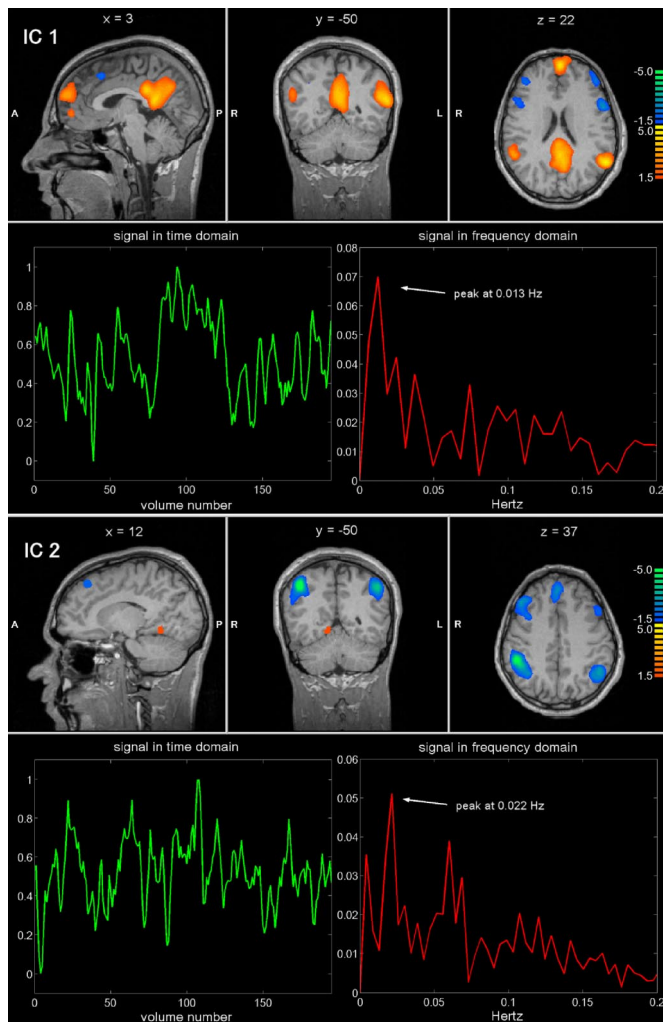 IC 1
x = 3
y = -50
z = 22
A
P R
L R
-5.0
-1.5
5.0
1.5
signal in time domain
1
0.8
0.6
0.4
0.2
0
0 50 100 150
volume number
signal in frequency domain
0.08
0.07
0.06
0.05
0.04
0.03
0.02
0.01
0
peak at 0.013 Hz
0 0.05 0.1 0.15 0.2
Hertz
IC 2
x = 12
y = -50
z = 37
A
P R
L R
-5.0
-1.5
5.0
1.5
signal in time domain
1
0.8
0.6
0.4
0.2
0
0 50 100 150
volume number
signal in frequency domain
0.06
0.05
0.04
0.03
0.02
0.01
0
peak at 0.022 Hz
0 0.05 0.1 0.15 0.2
Hertz